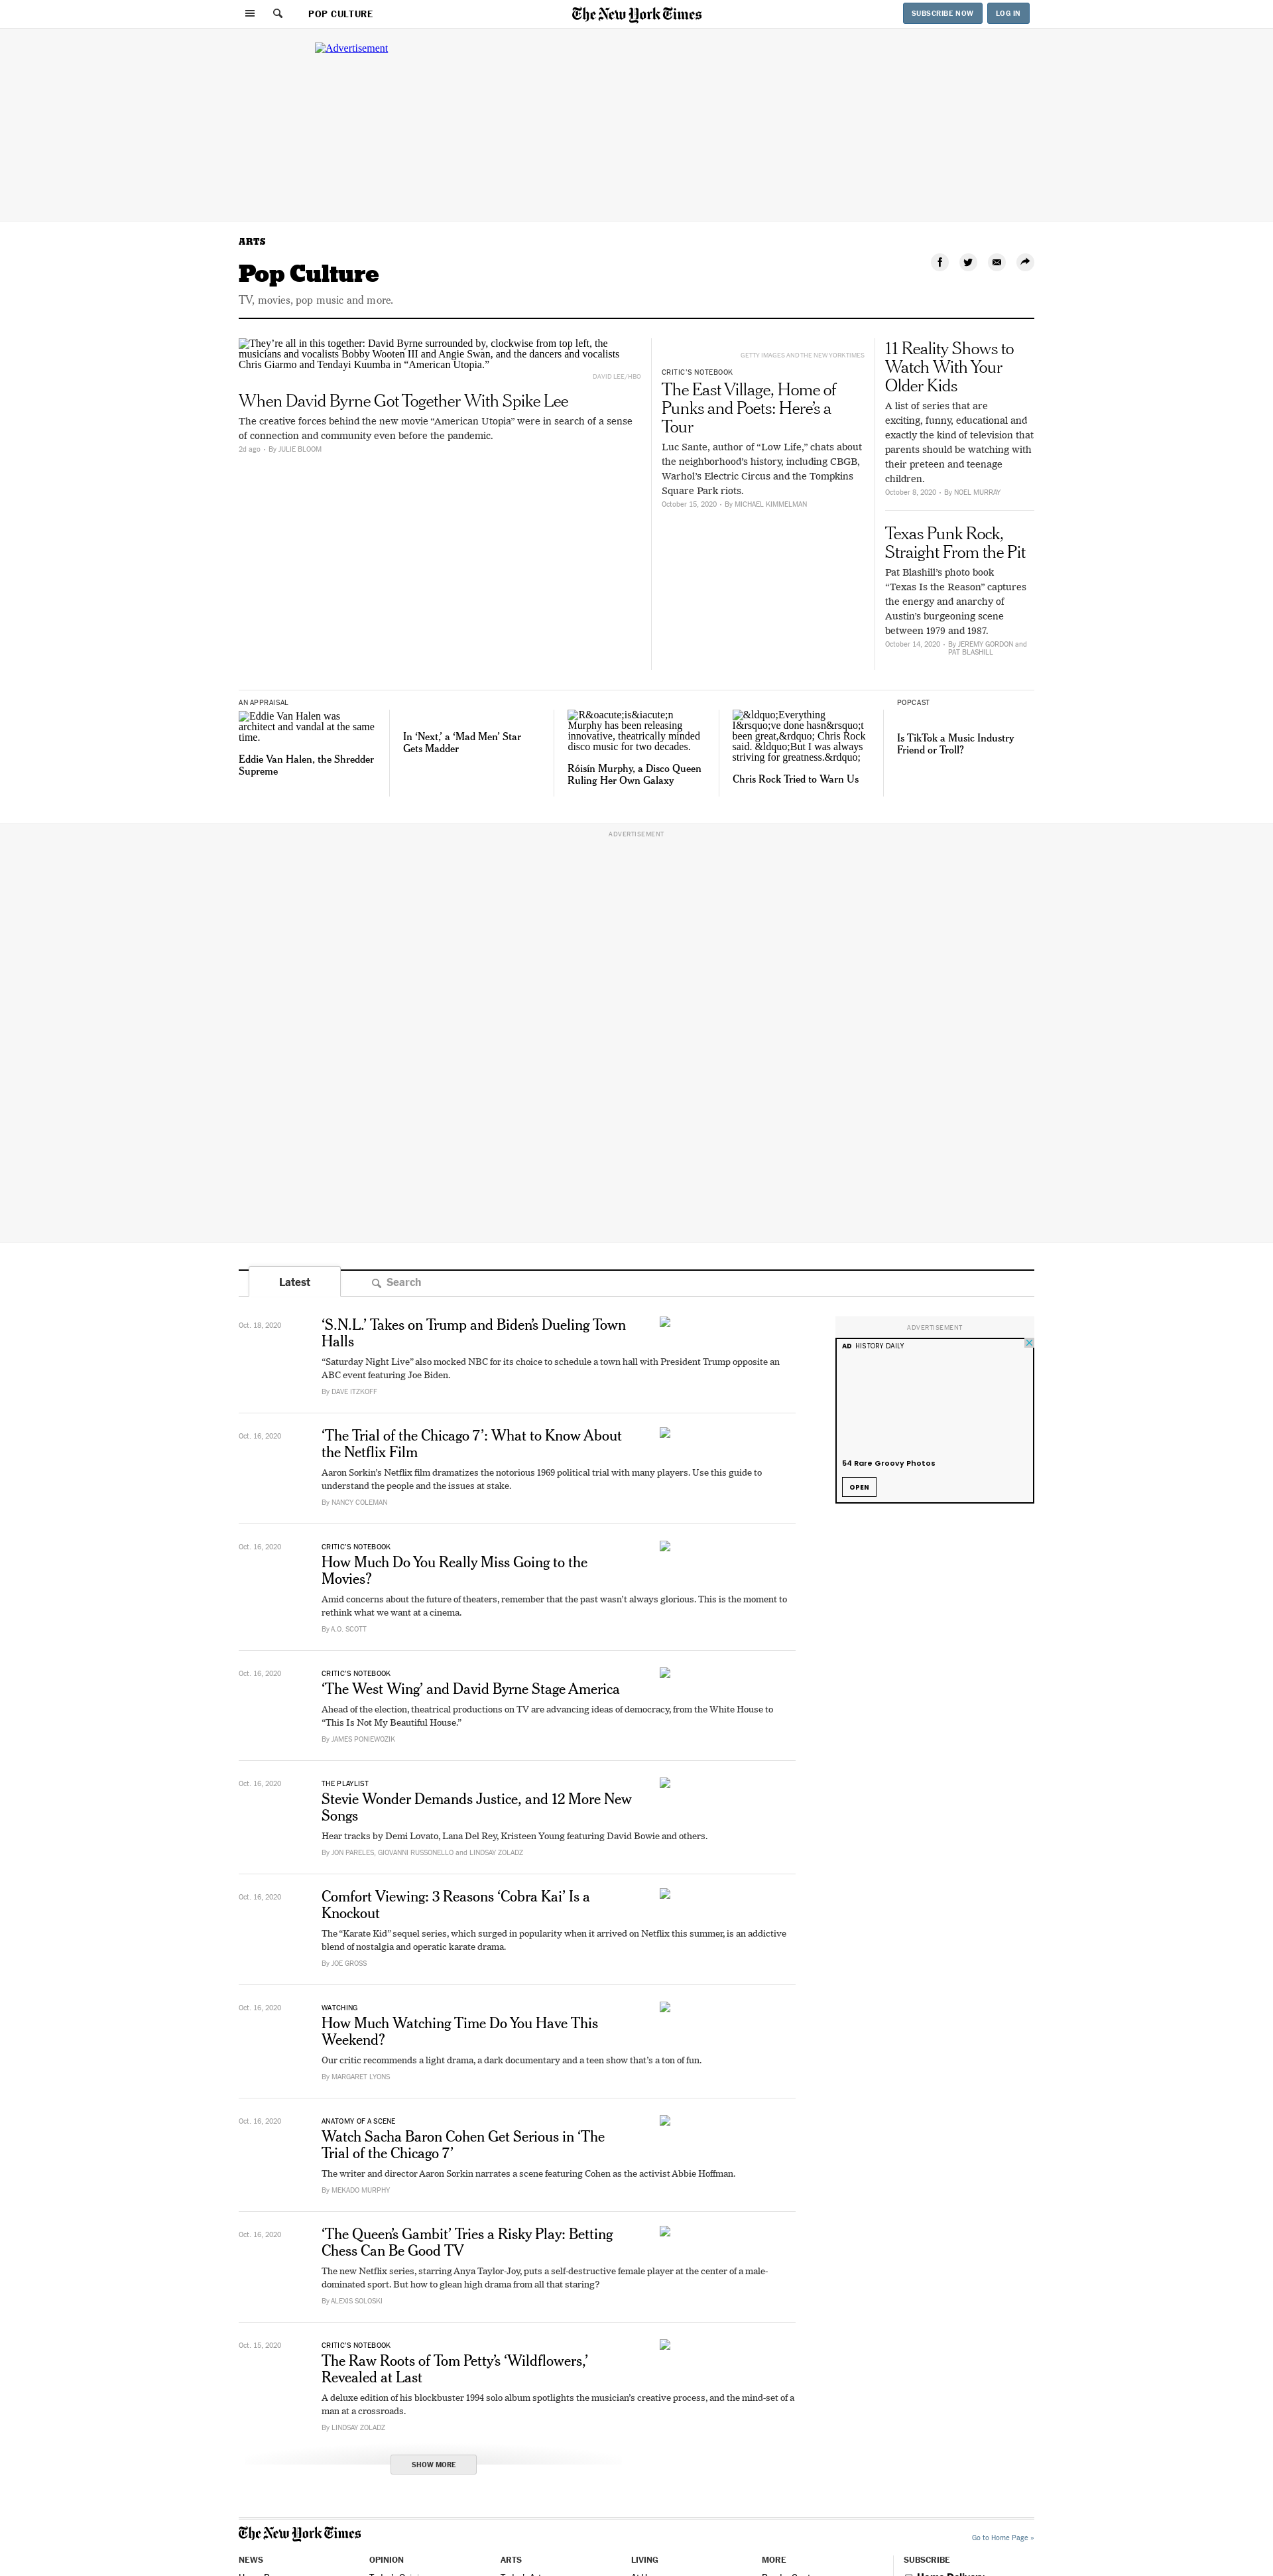 POP CULTURE
The New York Times
SUBSCRIBE NOW
LOG IN
Advertisement
ARTS
Pop Culture
TV, movies, pop music and more.
They’re all in this together: David Byrne surrounded by, clockwise from top left, the
musicians and vocalists Bobby Wooten III and Angie Swan, and the dancers and vocalists
Chris Giarmo and Tendayi Kuumba in “American Utopia.”
DAVID LEE/HBO
When David Byrne Got Together With Spike Lee
The creative forces behind the new movie “American Utopia” were in search of a sense
of connection and community even before the pandemic.
2d ago · By JULIE BLOOM
GETTY IMAGES AND THE NEW YORK TIMES
CRITIC’S NOTEBOOK
The East Village, Home of
Punks and Poets: Here’s a
Tour
Luc Sante, author of “Low Life,” chats about
the neighborhood’s history, including CBGB,
Warhol’s Electric Circus and the Tompkins
Square Park riots.
October 15, 2020 · By MICHAEL KIMMELMAN
11 Reality Shows to
Watch With Your
Older Kids
A list of series that are
exciting, funny, educational and
exactly the kind of television that
parents should be watching with
their preteen and teenage
children.
October 8, 2020 · By NOEL MURRAY
Texas Punk Rock,
Straight From the Pit
Pat Blashill’s photo book
“Texas Is the Reason” captures
the energy and anarchy of
Austin’s burgeoning scene
between 1979 and 1987.
October 14, 2020 · By JEREMY GORDON and
PAT BLASHILL
AN APPRAISAL
Eddie Van Halen was
architect and vandal at the same
time.
Eddie Van Halen, the Shredder
Supreme
In ‘Next,’ a ‘Mad Men’ Star
Gets Madder
R&oacute;is&iacute;n
Murphy has been releasing
innovative, theatrically minded
disco music for two decades.
Róisín Murphy, a Disco Queen
Ruling Her Own Galaxy
&ldquo;Everything
I&rsquo;ve done hasn&rsquo;t
been great,&rdquo; Chris Rock
said. &ldquo;But I was always
striving for greatness.&rdquo;
Chris Rock Tried to Warn Us
POPCAST
Is TikTok a Music Industry
Friend or Troll?
ADVERTISEMENT
Latest
Search
Oct. 18, 2020
‘S.N.L.’ Takes on Trump and Biden’s Dueling Town
Halls
“Saturday Night Live” also mocked NBC for its choice to schedule a town hall with President Trump opposite an
ABC event featuring Joe Biden.
By DAVE ITZKOFF
ADVERTISEMENT
AD HISTORY DAILY
54 Rare Groovy Photos
OPEN
Oct. 16, 2020
‘The Trial of the Chicago 7’: What to Know About
the Netflix Film
Aaron Sorkin’s Netflix film dramatizes the notorious 1969 political trial with many players. Use this guide to
understand the people and the issues at stake.
By NANCY COLEMAN
Oct. 16, 2020
CRITIC’S NOTEBOOK
How Much Do You Really Miss Going to the
Movies?
Amid concerns about the future of theaters, remember that the past wasn’t always glorious. This is the moment to
rethink what we want at a cinema.
By A.O. SCOTT
Oct. 16, 2020
CRITIC’S NOTEBOOK
‘The West Wing’ and David Byrne Stage America
Ahead of the election, theatrical productions on TV are advancing ideas of democracy, from the White House to
“This Is Not My Beautiful House.”
By JAMES PONIEWOZIK
Oct. 16, 2020
THE PLAYLIST
Stevie Wonder Demands Justice, and 12 More New
Songs
Hear tracks by Demi Lovato, Lana Del Rey, Kristeen Young featuring David Bowie and others.
By JON PARELES, GIOVANNI RUSSONELLO and LINDSAY ZOLADZ
Oct. 16, 2020
Comfort Viewing: 3 Reasons ‘Cobra Kai’ Is a
Knockout
The “Karate Kid” sequel series, which surged in popularity when it arrived on Netflix this summer, is an addictive
blend of nostalgia and operatic karate drama.
By JOE GROSS
Oct. 16, 2020
WATCHING
How Much Watching Time Do You Have This
Weekend?
Our critic recommends a light drama, a dark documentary and a teen show that’s a ton of fun.
By MARGARET LYONS
Oct. 16, 2020
ANATOMY OF A SCENE
Watch Sacha Baron Cohen Get Serious in ‘The
Trial of the Chicago 7’
The writer and director Aaron Sorkin narrates a scene featuring Cohen as the activist Abbie Hoffman.
By MEKADO MURPHY
Oct. 16, 2020
‘The Queen’s Gambit’ Tries a Risky Play: Betting
Chess Can Be Good TV
The new Netflix series, starring Anya Taylor-Joy, puts a self-destructive female player at the center of a male-
dominated sport. But how to glean high drama from all that staring?
By ALEXIS SOLOSKI
Oct. 15, 2020
CRITIC’S NOTEBOOK
The Raw Roots of Tom Petty’s ‘Wildflowers,’
Revealed at Last
A deluxe edition of his blockbuster 1994 solo album spotlights the musician’s creative process, and the mind-set of a
man at a crossroads.
By LINDSAY ZOLADZ
SHOW MORE
The New York Times
Go to Home Page »
NEWS
OPINION
ARTS
LIVING
MORE
SUBSCRIBE